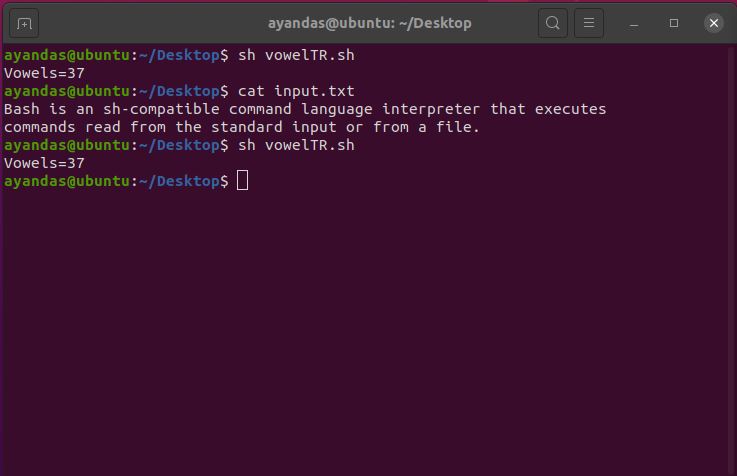 ayandas@ubuntu: ~/Desktop
ayandas@ubuntu:~/Desktop$ sh vowelTR.sh
Vowels=37
ayandas@ubuntu:~/Desktop$ cat input.txt
Bash is an sh-compatible command language interpreter that executes
commands read from the standard input or from a file.
ayandas@ubuntu:~/Desktop$ sh vowelTR.sh
Vowels=37
ayandas@ubuntu:~/Desktop$